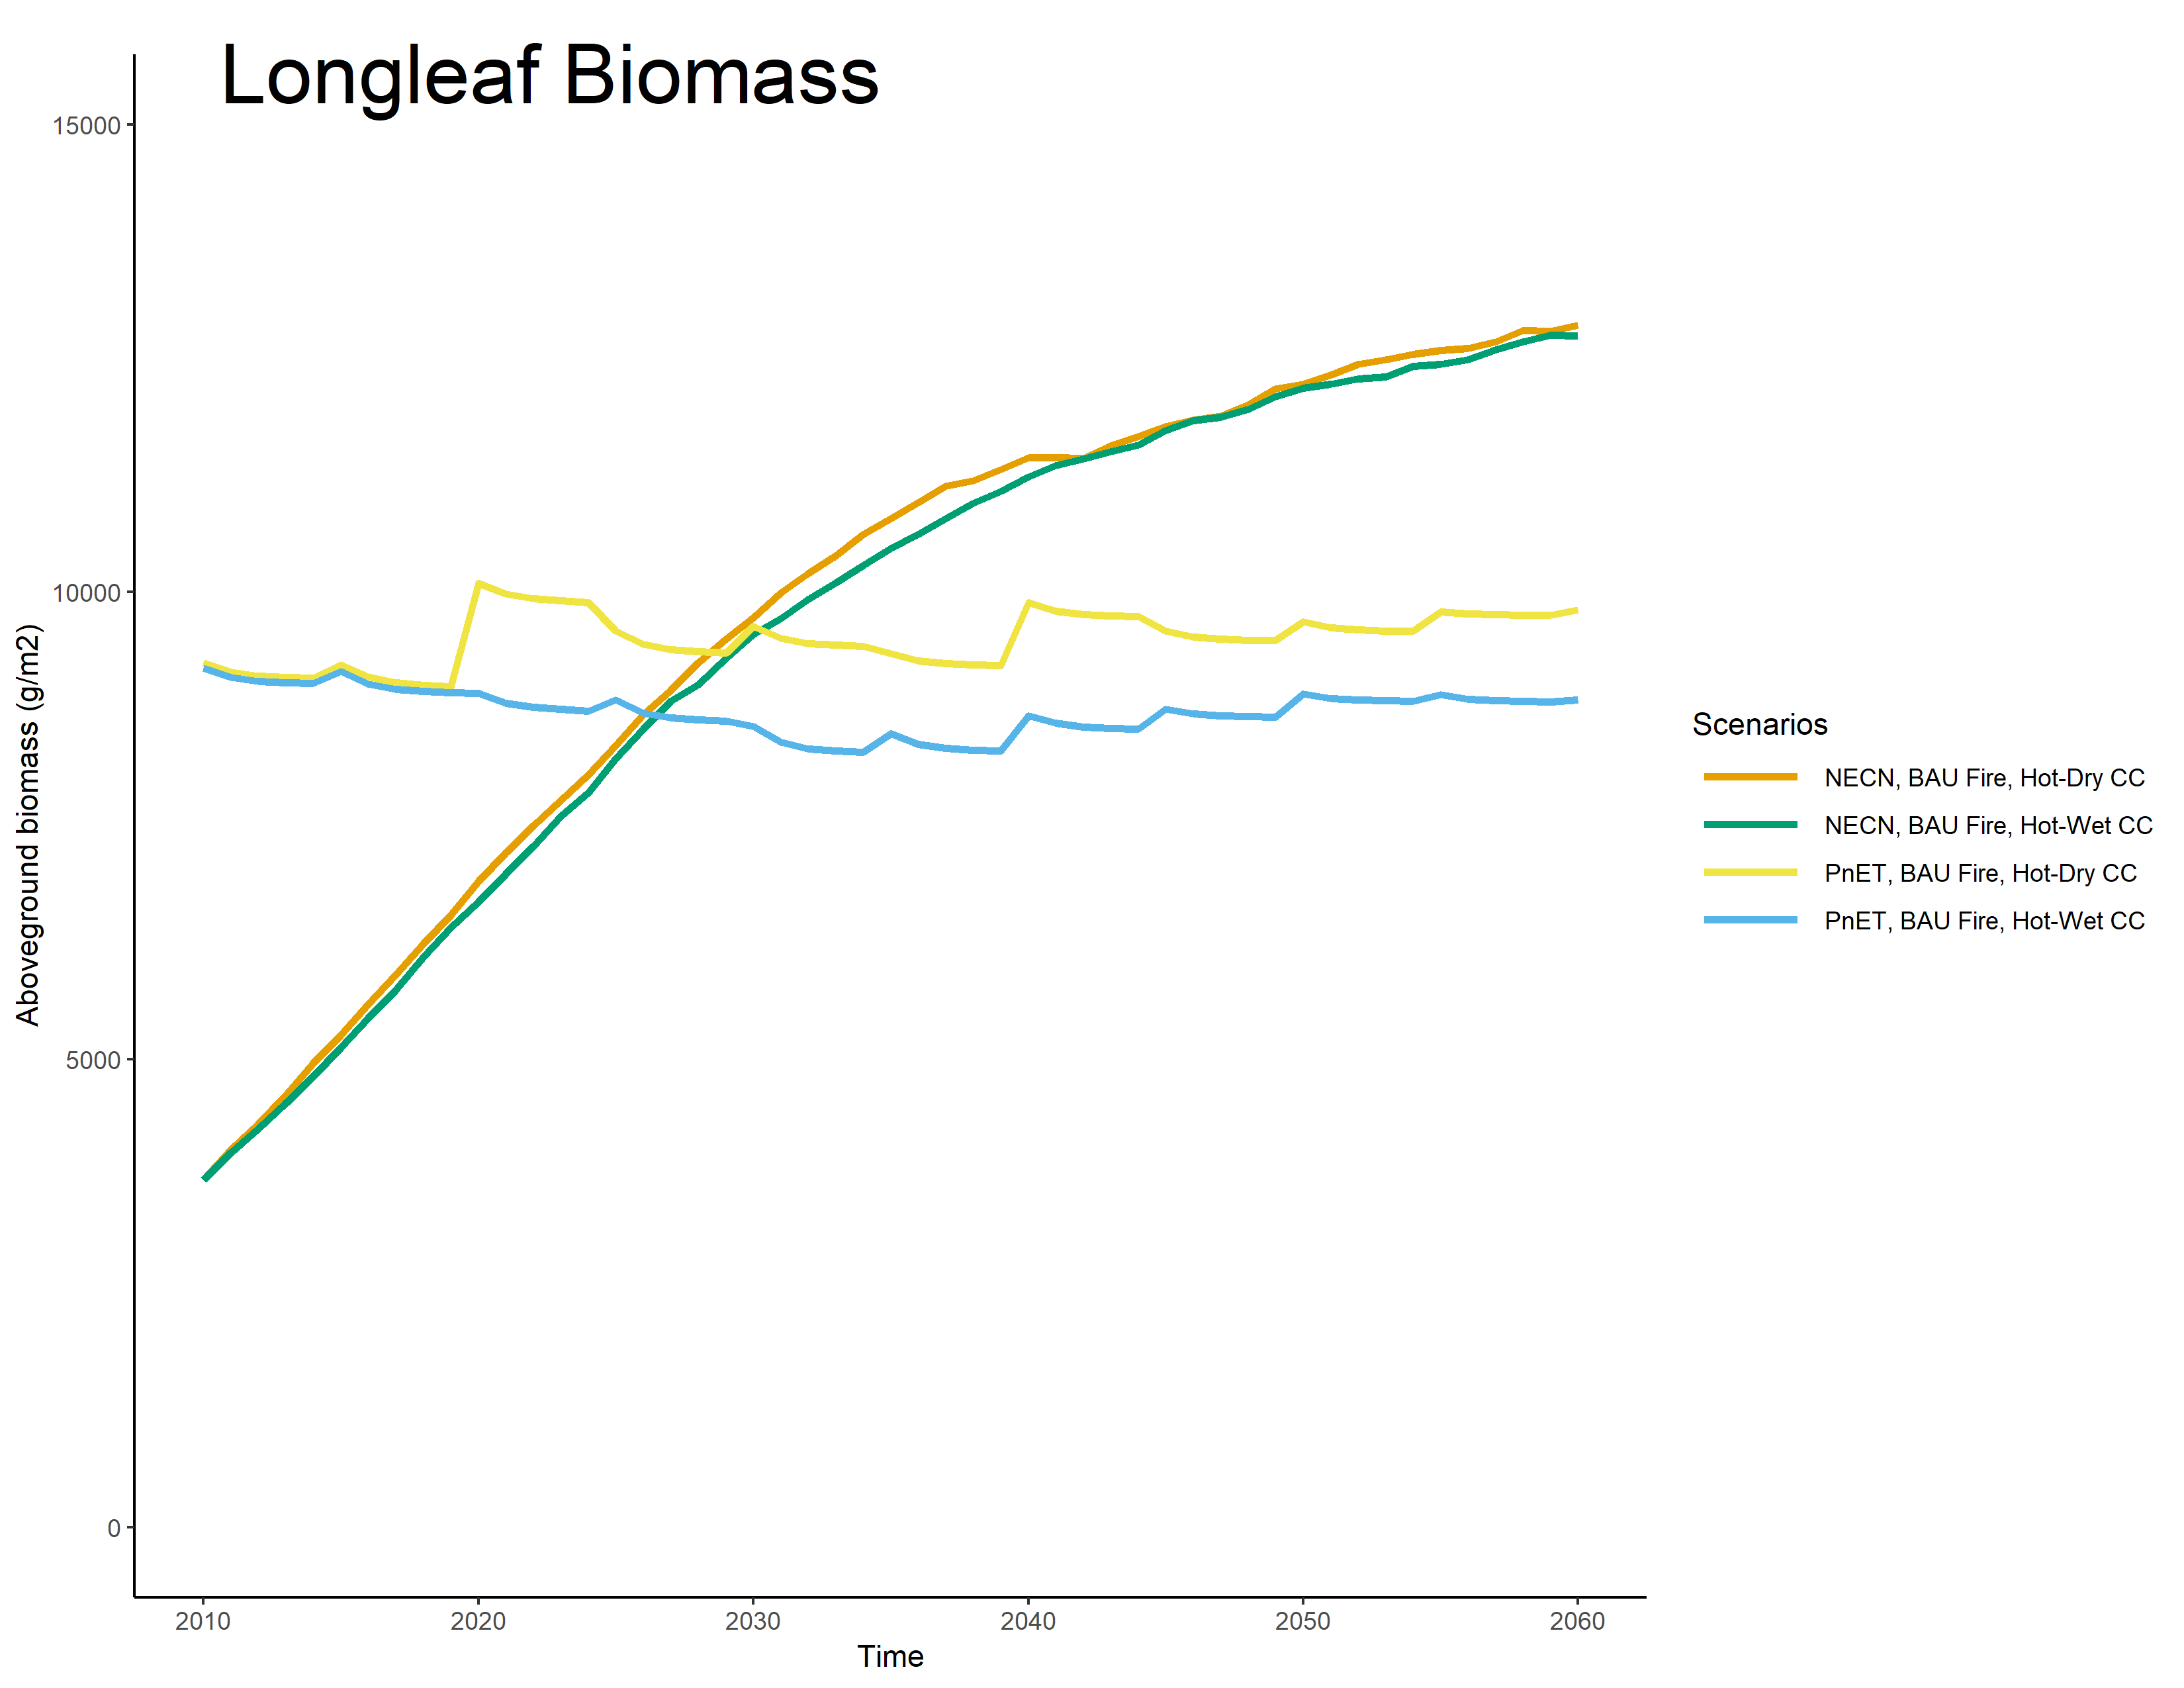 Longleaf Biomass
15000
10000
5000
0
Aboveground biomass (g/m2)
2010 2020 2030 2040 2050 2060
Time
Scenarios
NECN, BAU Fire, Hot-Dry CC
NECN, BAU Fire, Hot-Wet CC
PnET, BAU Fire, Hot-Dry CC
PnET, BAU Fire, Hot-Wet CC